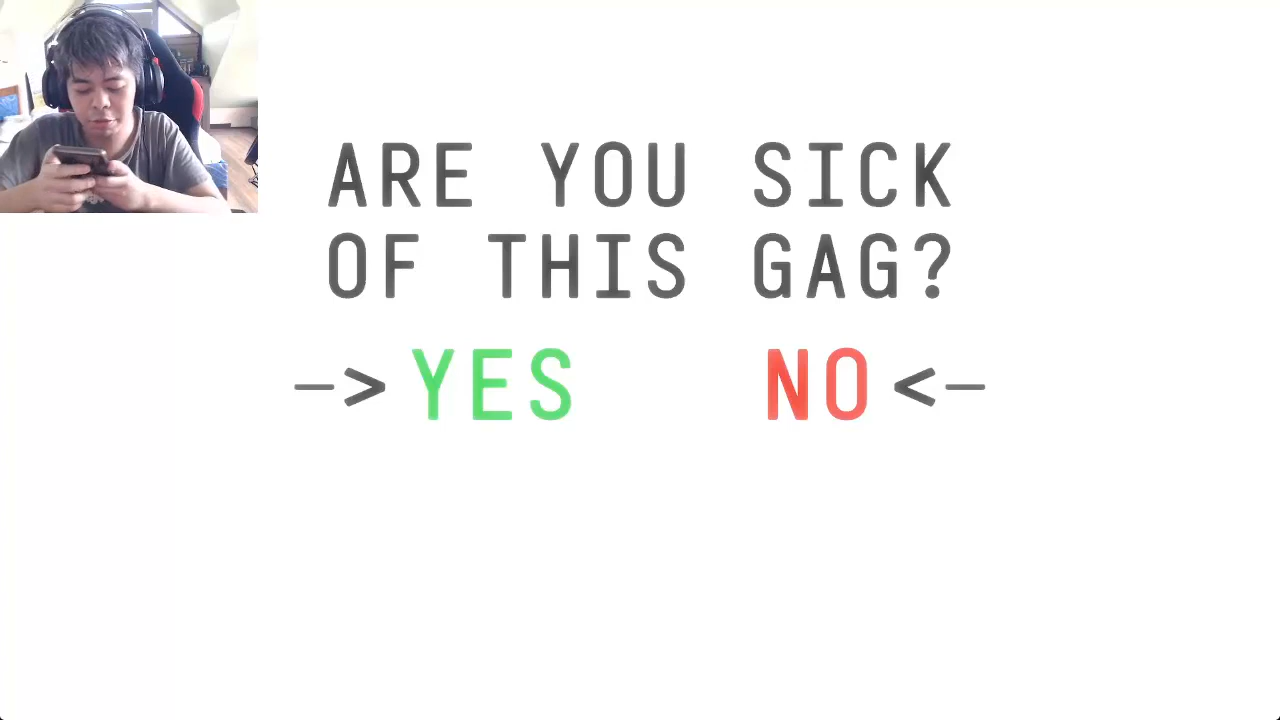 ARE YOU SICK
OF THIS GAG?
—> YES NO <—